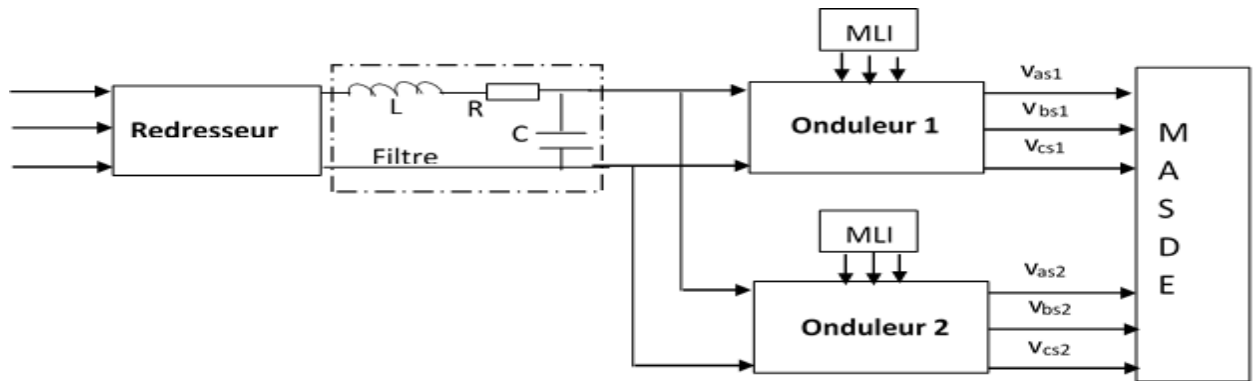 MLI
Redresseur
L
R
C
Filtre
Onduleur 1
vas1
vbs1
vcs1
MLI
Onduleur 2
vas2
vbs2
vcs2
M
A
S
D
E